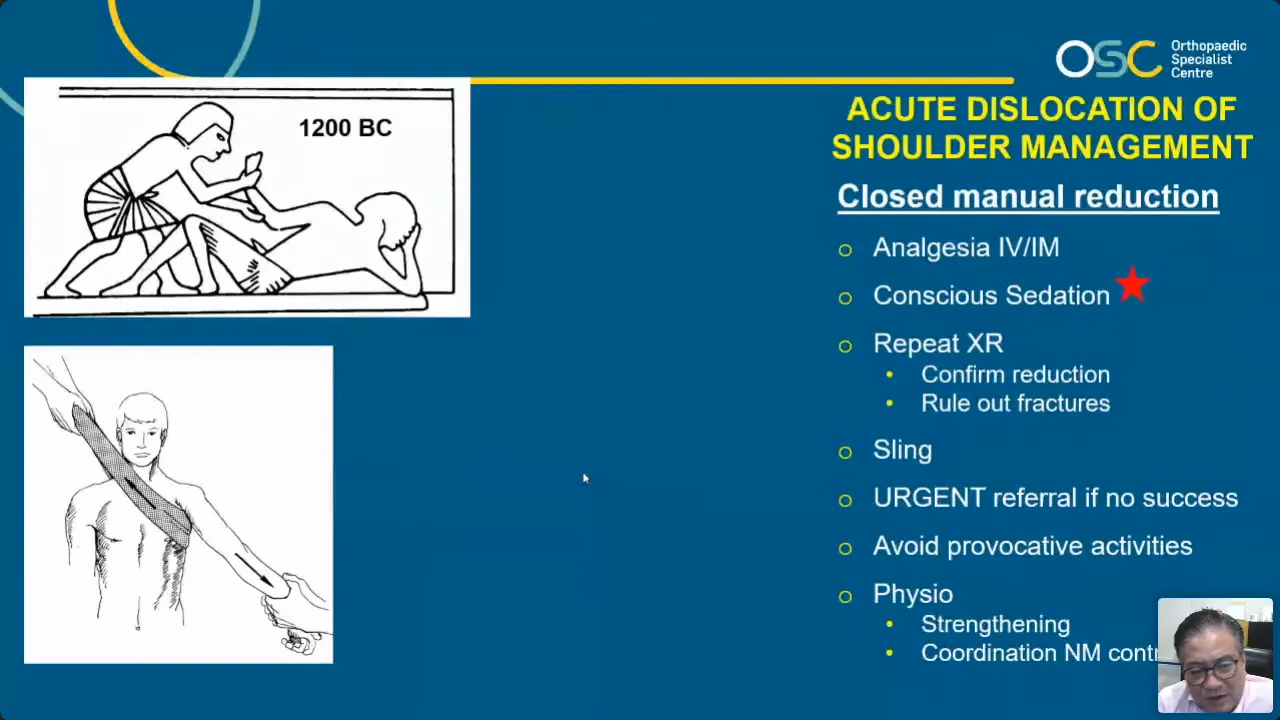 OSC
Orthopaedic
Specialist
Centre
1200 BC
ACUTE DISLOCATION OF
SHOULDER MANAGEMENT
Closed manual reduction
Analgesia IV/IM
Conscious Sedation
Repeat XR
Confirm reduction
Rule out fractures
Sling
URGENT referral if no success
Avoid provocative activities
Physio
Strengthening
Coordination NM